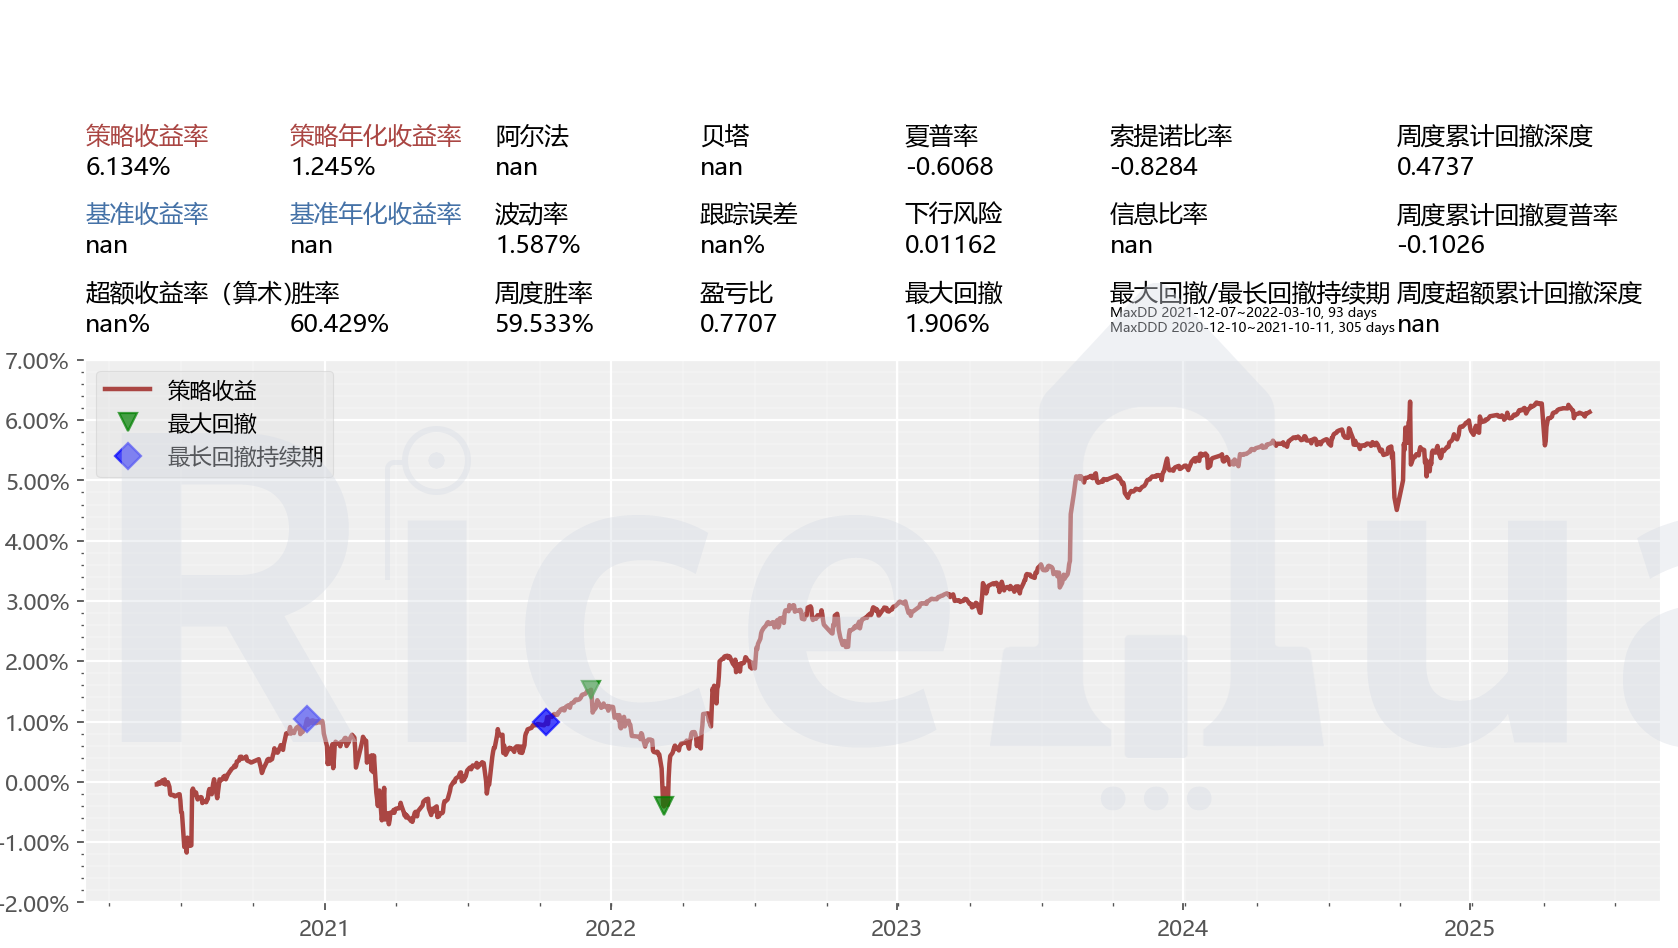 策略收益率 策略年化收益率 阿尔法 贝塔 夏普率 索提诺比率 周度累计回撤深度
6.134% 1.245% nan nan -0.6068 -0.8284 0.4737
基准收益率 基准年化收益率 波动率 跟踪误差 下行风险 信息比率 周度累计回撤夏普率
nan nan 1.587% nan% 0.01162 nan -0.1026
超额收益率（算术)胜率 周度胜率 盈亏比 最大回撤 最大回撤/最长回撤持续期 周度超额累计回撤深度
MaxDD 2021-12-07~2022-03-10, 93 days
nan% 60.429% 59.533% 0.7707 1.906% MaxDDD 2020-12-10~2021-10-11, 305 days nan
7.00%
策略收益
最大回撤
6.00%
最长回撤持续期
5.00%
4.00%
3.00%
2.00%
1.00%
0.00%
-1.00%
-2.00%
2021 2022 2023 2024 2025
Rice ua